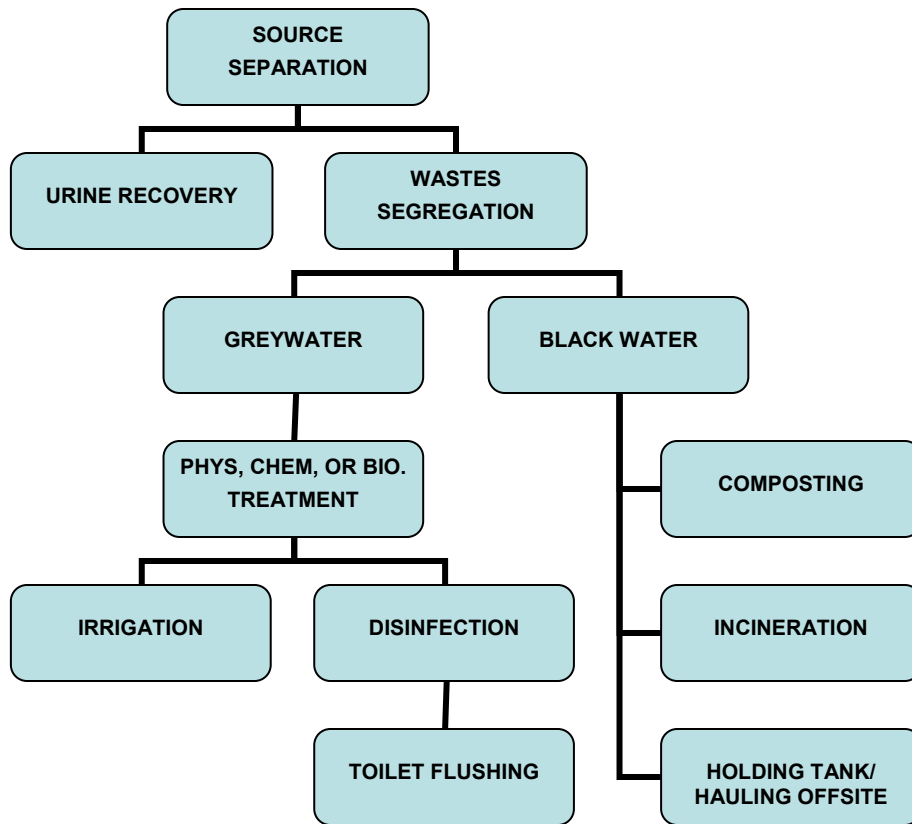 SOURCE
SEPARATION
URINE RECOVERY
WASTES
SEGREGATION
GREYWATER
BLACK WATER
PHYS, CHEM, OR BIO.
TREATMENT
COMPOSTING
IRRIGATION
DISINFECTION
INCINERATION
TOILET FLUSHING
HOLDING TANK/
HAULING OFFSITE